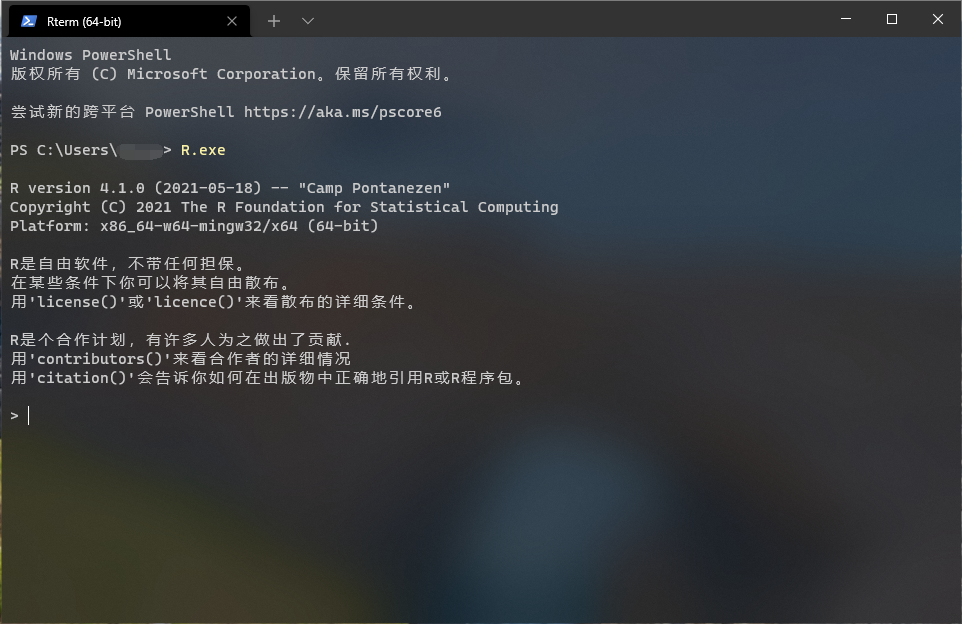 Rterm (64-bit)
Windows PowerShell
版权所有 (C) Microsoft Corporation。保留所有权利。
尝试新的跨平台 PowerShell https://aka.ms/pscore6
PS C:\Users\ > R.exe
R version 4.1.0 (2021-05-18) -- "Camp Pontanezen"
Copyright (C) 2021 The R Foundation for Statistical Computing
Platform: x86_64-w64-mingw32/x64 (64-bit)
R是自由软件，不带任何担保。
在某些条件下你可以将其自由散布。
用'license()'或'licence()'来看散布的详细条件。
R是个合作计划，有许多人为之做出了贡献.
用'contributors()'来看合作者的详细情况
用'citation()'会告诉你如何在出版物中正确地引用R或R程序包。
>